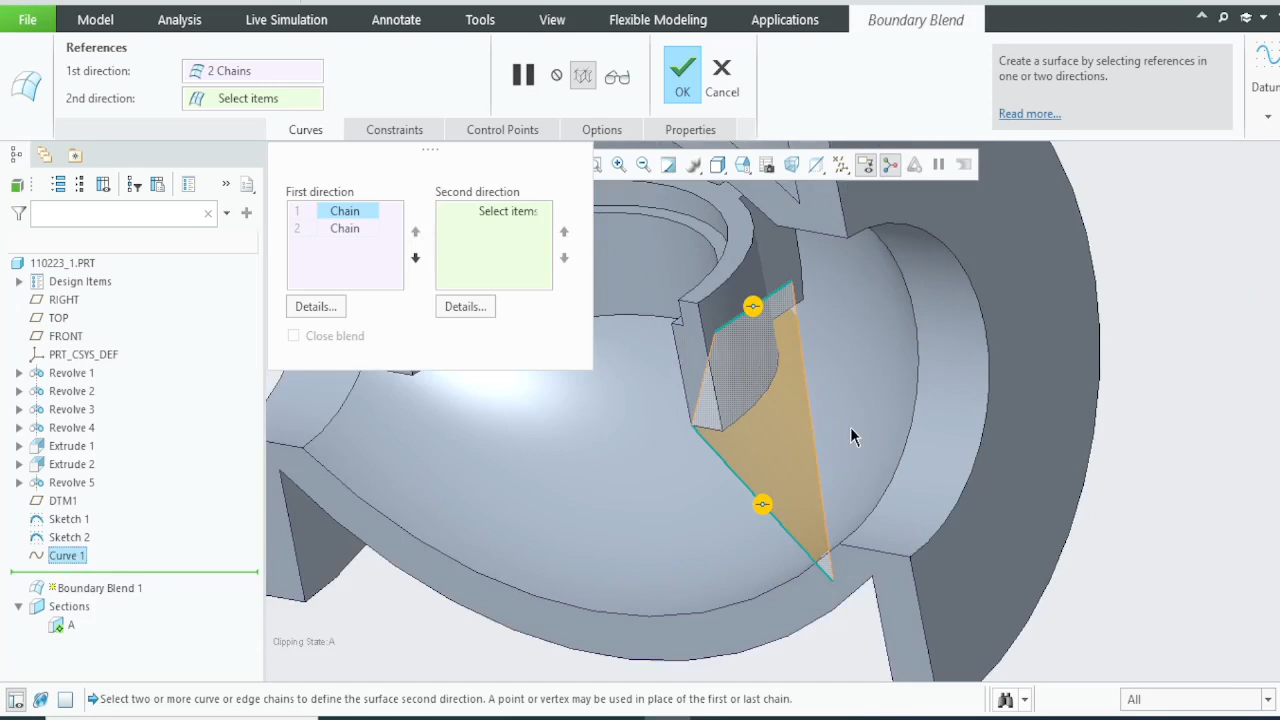 File Model Analysis Live Simulation Annotate Tools View Flexible Modeling Applications Boundary Blend
References
1st direction: 2 Chains
2nd direction: Select items
OK Cancel
Create a surface by selecting references in
one or two directions.
Read more...
Datun
Curves Constraints Control Points Options Properties
First direction Second direction
1 Chain Select items
2 Chain
Details... Details...
Close blend
110223_1.PRT
Design Items
RIGHT
TOP
FRONT
PRT_CSYS_DEF
Revolve 1
Revolve 2
Revolve 3
Revolve 4
Extrude 1
Extrude 2
Revolve 5
DTM1
Sketch 1
Sketch 2
Curve 1
Boundary Blend 1
Sections
A
Clipping State:A
Select two or more curve or edge chains to define the surface second direction. A point or vertex may be used in place of the first or last chain.
All